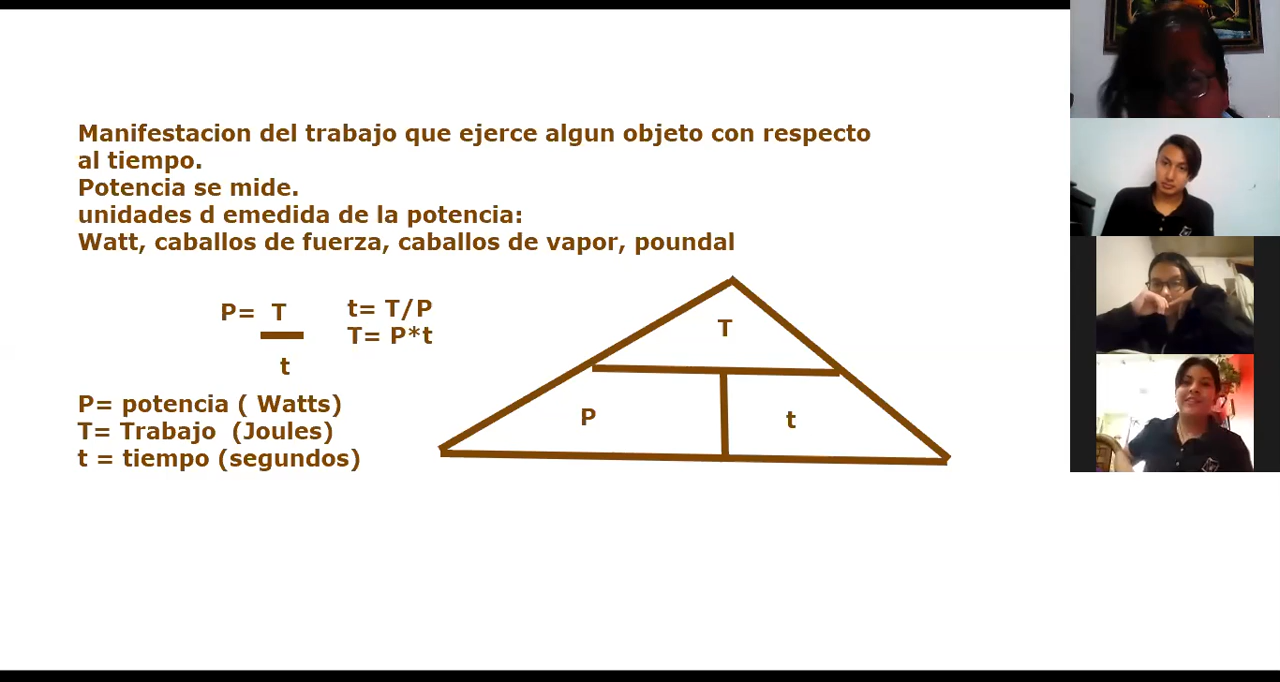 Manifestacion del trabajo que ejerce algun objeto con respecto
al tiempo.
Potencia se mide.
unidades d emedida de la potencia:
Watt, caballos de fuerza, caballos de vapor, poundal
P= T
t
t= T/P
T= P*t
P= potencia ( Watts)
T= Trabajo (Joules)
t = tiempo (segundos)
T
P t